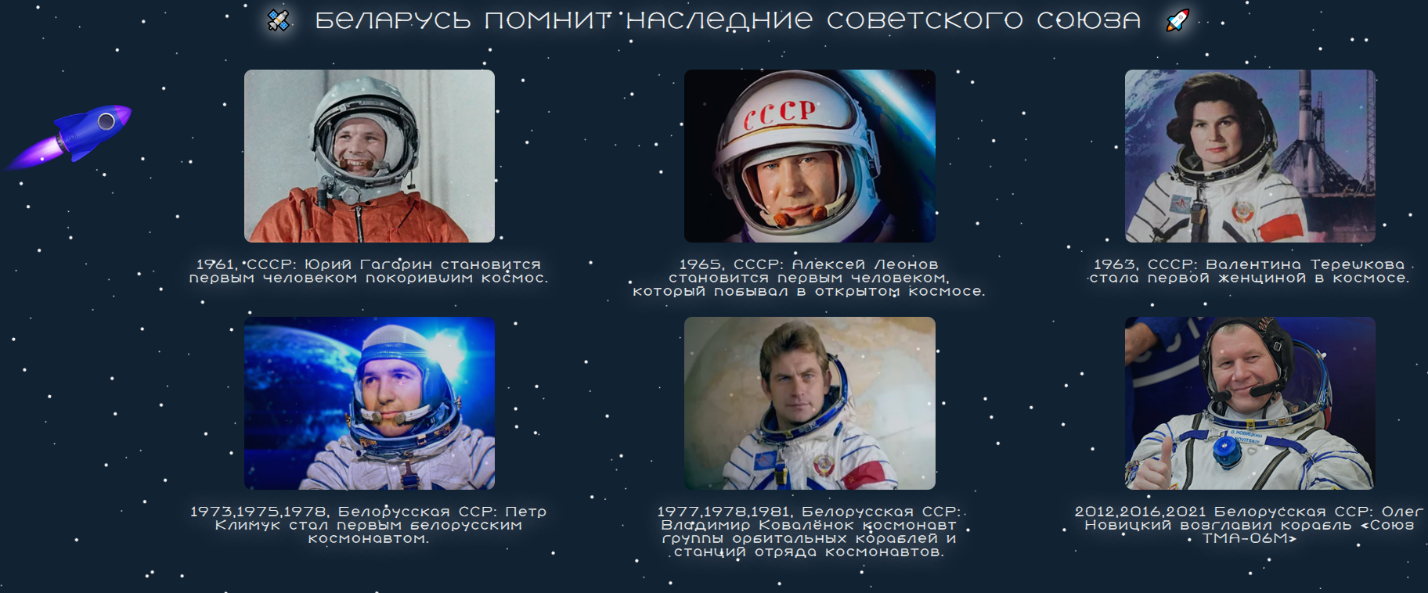 БЕЛАРУСЬ ПОМНИТ НАСЛЕДНИЕ СОВЕТСКОГО СОЮЗА
СССР
1961, СССР: Юрий Гагарин становится
первым человеком покорившим космос.
1965, СССР: Алексей Леонов
становится первым человеком,
который побывал в открытом космосе.
1963, СССР: Валентина Терешкова
стала первой женщиной в космосе.
1973,1975,1978, Белорусская ССР: Петр
Климук стал первым белорусским
космонавтом.
1977,1978,1981, Белорусская ССР:
Владимир Ковалёнок космонавт
группы орбитальных кораблей и
станций отряда космонавтов.
2012,2016,2021 Белорусская ССР: Олег
Новицкий возглавил корабль «Союз
ТМА-06М»